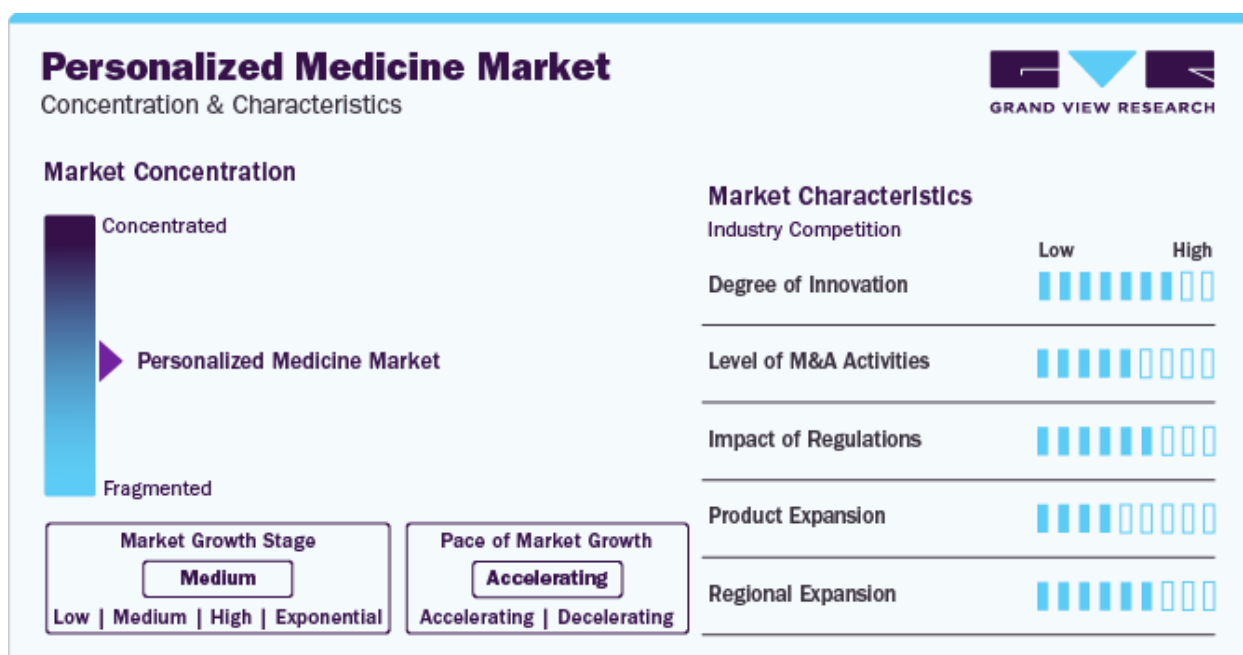 Personalized Medicine Market
Concentration & Characteristics
GRAND VIEW RESEARCH
Market Concentration
Concentrated
Personalized Medicine Market
Fragmented
Market Growth Stage
Medium
Low | Medium | High | Exponential
Pace of Market Growth
Accelerating
Accelerating | Decelerating
Market Characteristics
Industry Competition
Low High
Degree of Innovation
Level of M&A Activities
Impact of Regulations
Product Expansion
Regional Expansion